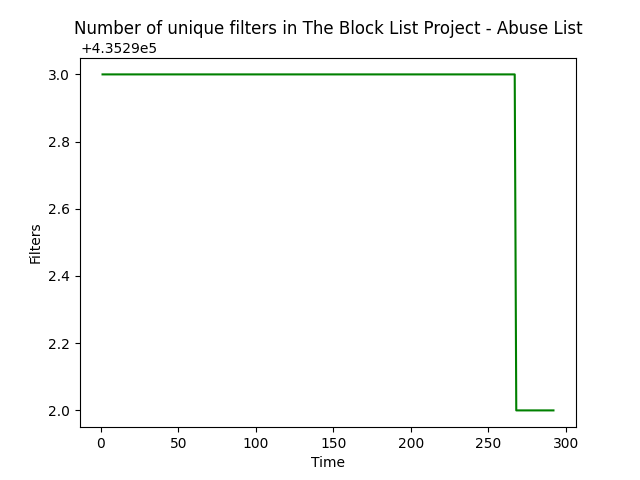 Number of unique filters in The Block List Project - Abuse List
+4.3529e5
3.0
2.8
2.6
2.4
2.2
2.0
Filters
0 50 100 150 200 250 300
Time